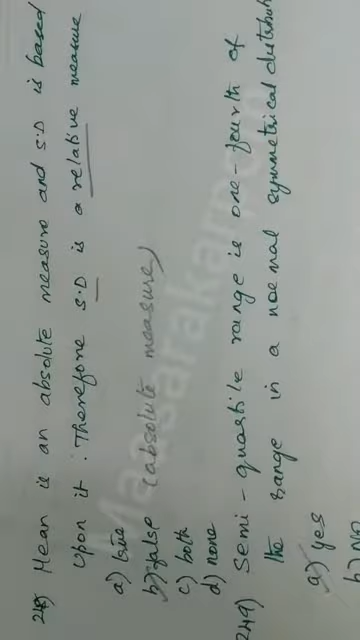 248) Mean is an absolute measure and S.D is based
upon it. Therefore S.D is a relative measure
a) true
b) false (absolute measure)
c) both
d) none
249) Semi-quartile range is one-fourth of
the range in a normal symmetrical distribut
a) yes
b) No